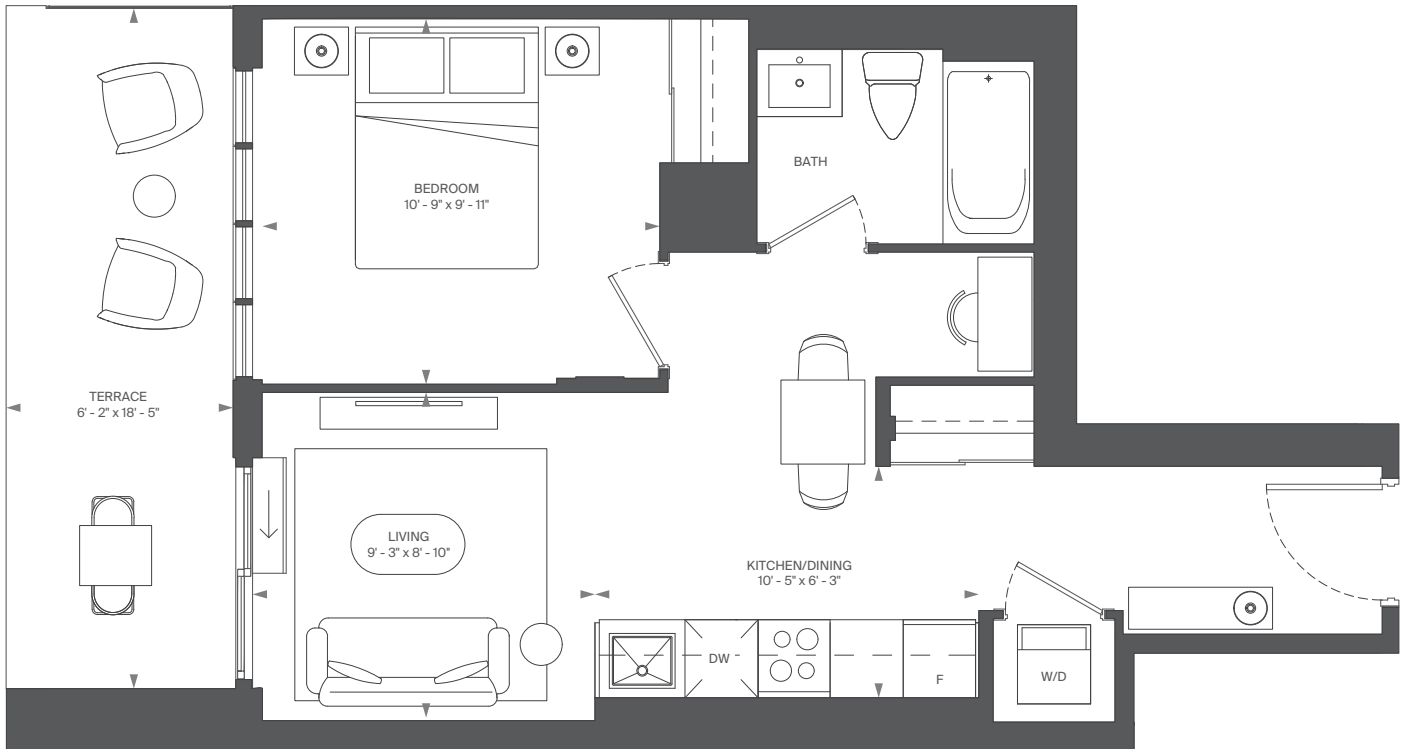 BEDROOM
10' - 9" x 9' - 11"
BATH
TERRACE
6' - 2" x 18' - 5"
LIVING
9' - 3" x 8' - 10"
KITCHEN/DINING
10' - 5" x 6' - 3"
DW
F
W/D